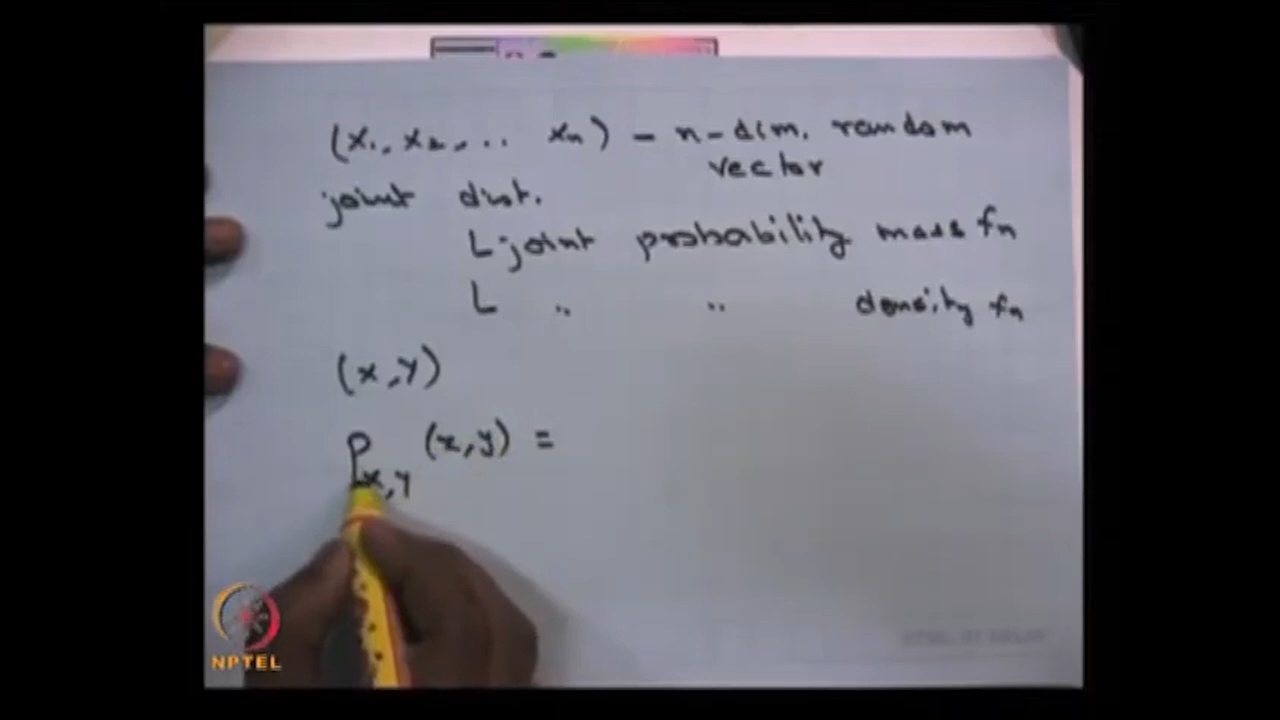 (X₁, X₂, ... Xₙ) - n-dim. random
vector
joint dist.
L joint probability mass fn
L " " density fn
(X, Y)
P_{X,Y} (x, y) =
NPTEL